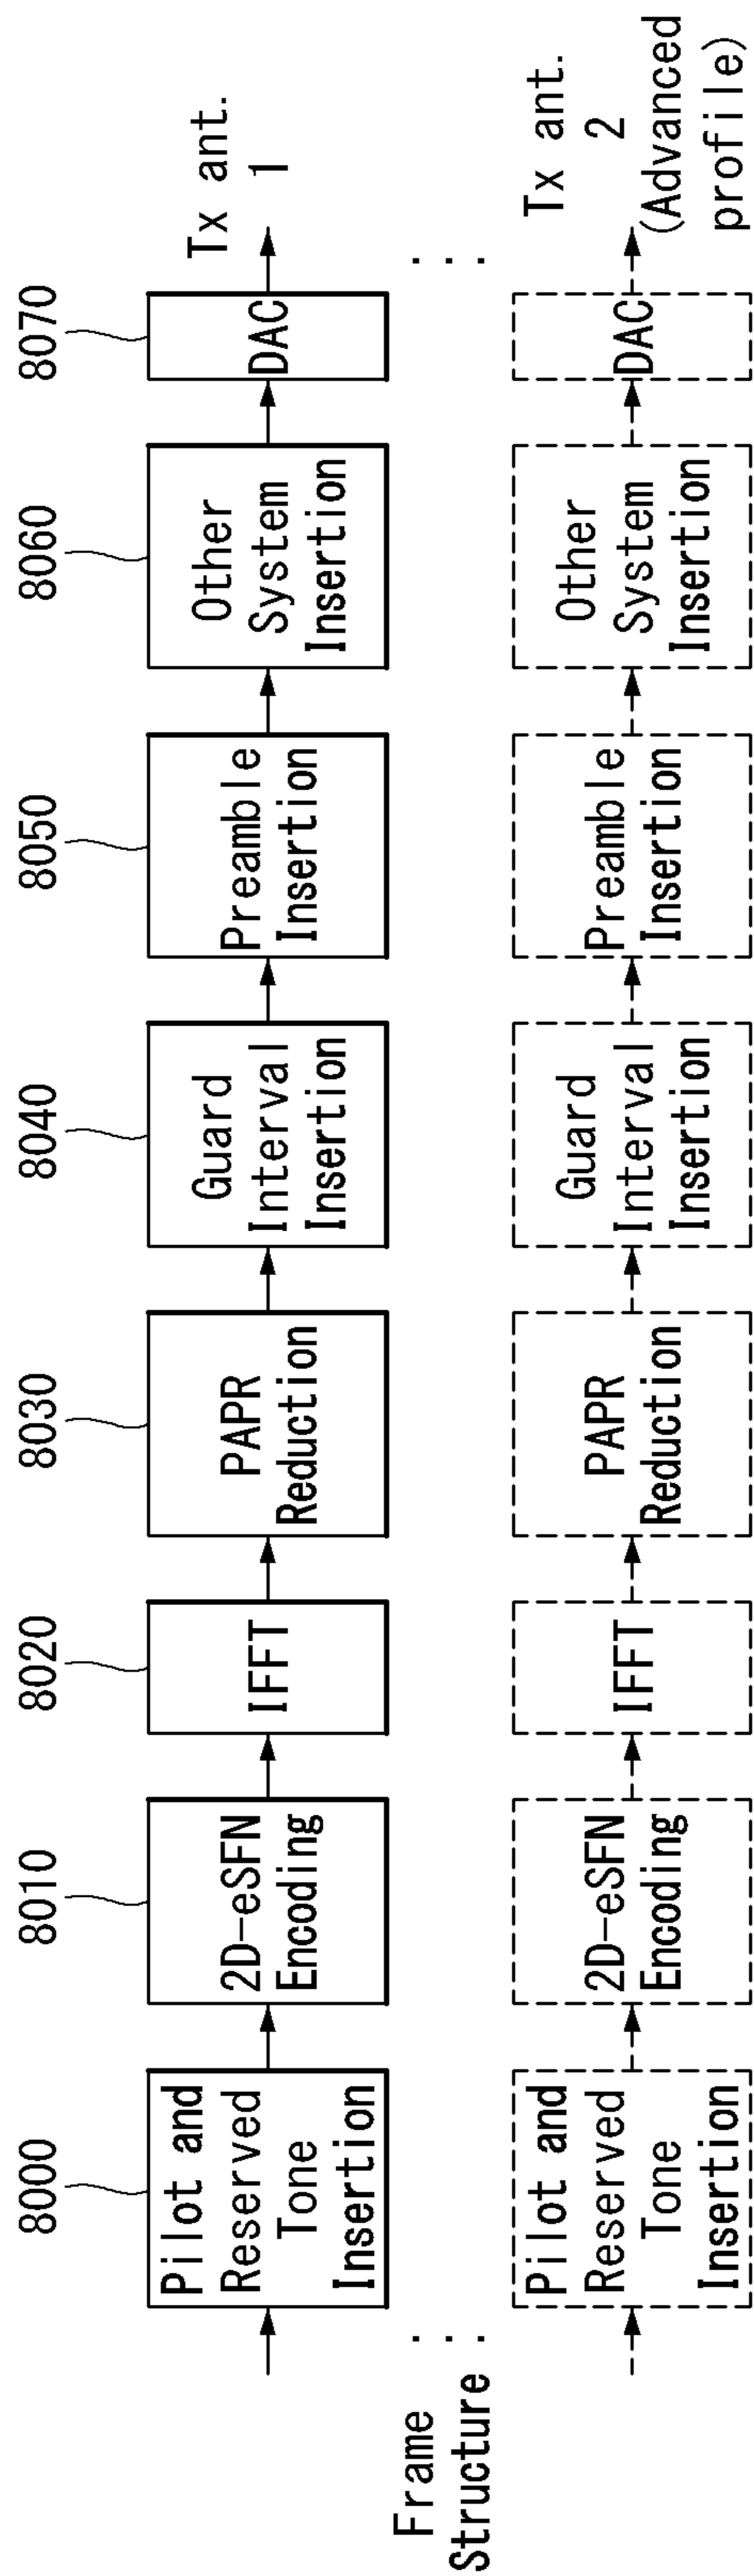 8000
8010
8020
8030
8040
8050
8060
8070
Pilot and
Reserved
Tone
Insertion
2D-eSFN
Encoding
IFFT
PAPR
Reduction
Guard
Interval
Insertion
Preamble
Insertion
Other
System
Insertion
DAC
Tx ant.
1
Frame
Structure
Pilot and
Reserved
Tone
Insertion
2D-eSFN
Encoding
IFFT
PAPR
Reduction
Guard
Interval
Insertion
Preamble
Insertion
Other
System
Insertion
DAC
Tx ant.
2
(Advanced
profile)